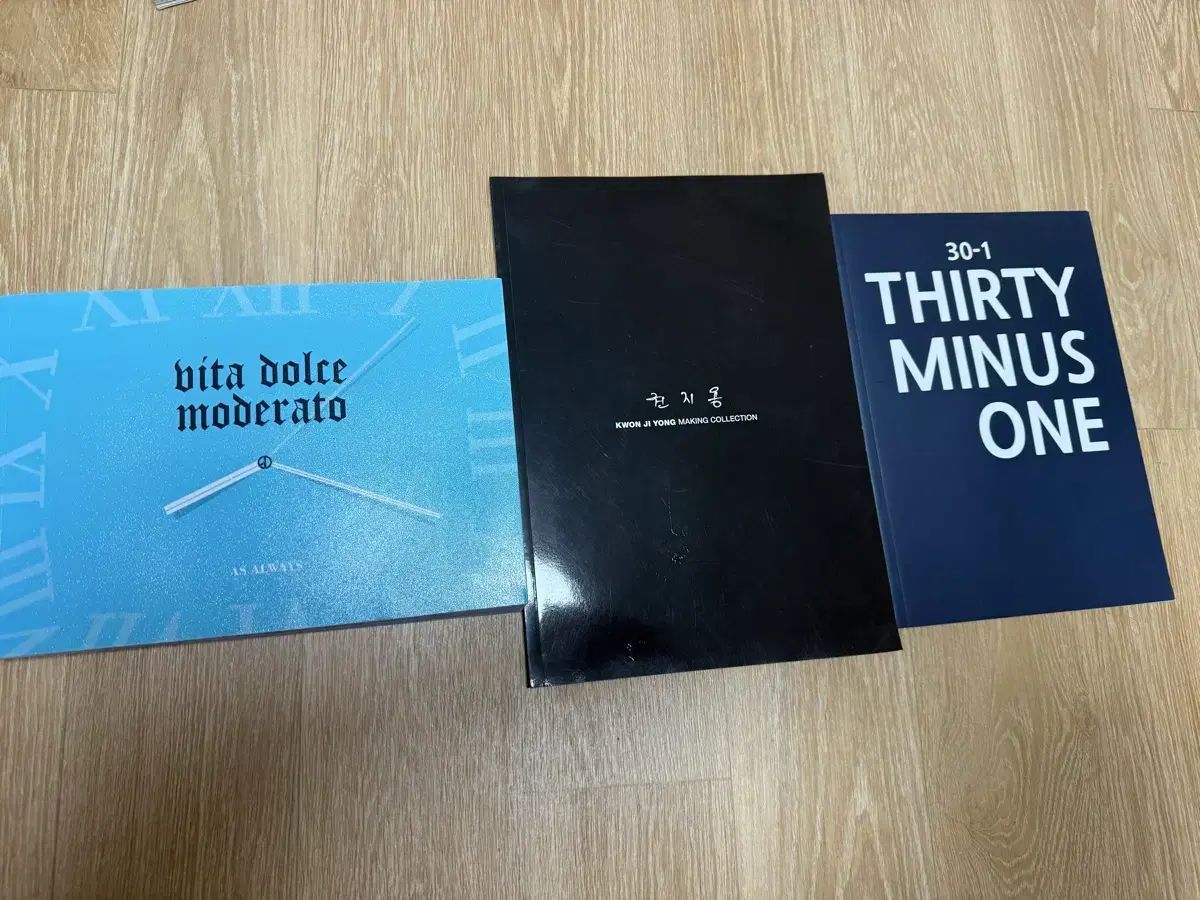 vita dolce
moderato
AS ALWAYS
권지용
KWON JI YONG MAKING COLLECTION
30-1
THIRTY
MINUS
ONE